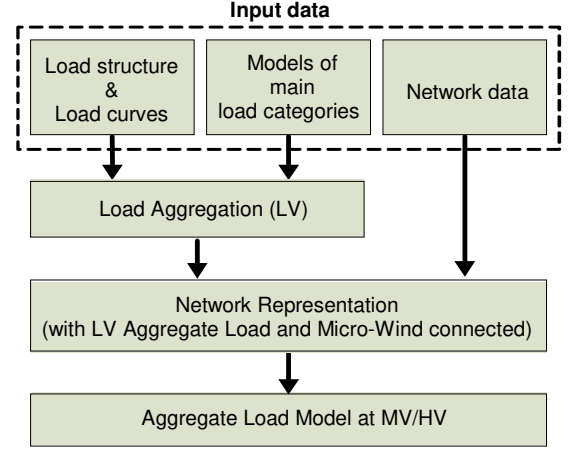 Input data
Load structure
&
Load curves
Models of
main
load categories
Network data
Load Aggregation (LV)
Network Representation
(with LV Aggregate Load and Micro-Wind connected)
Aggregate Load Model at MV/HV